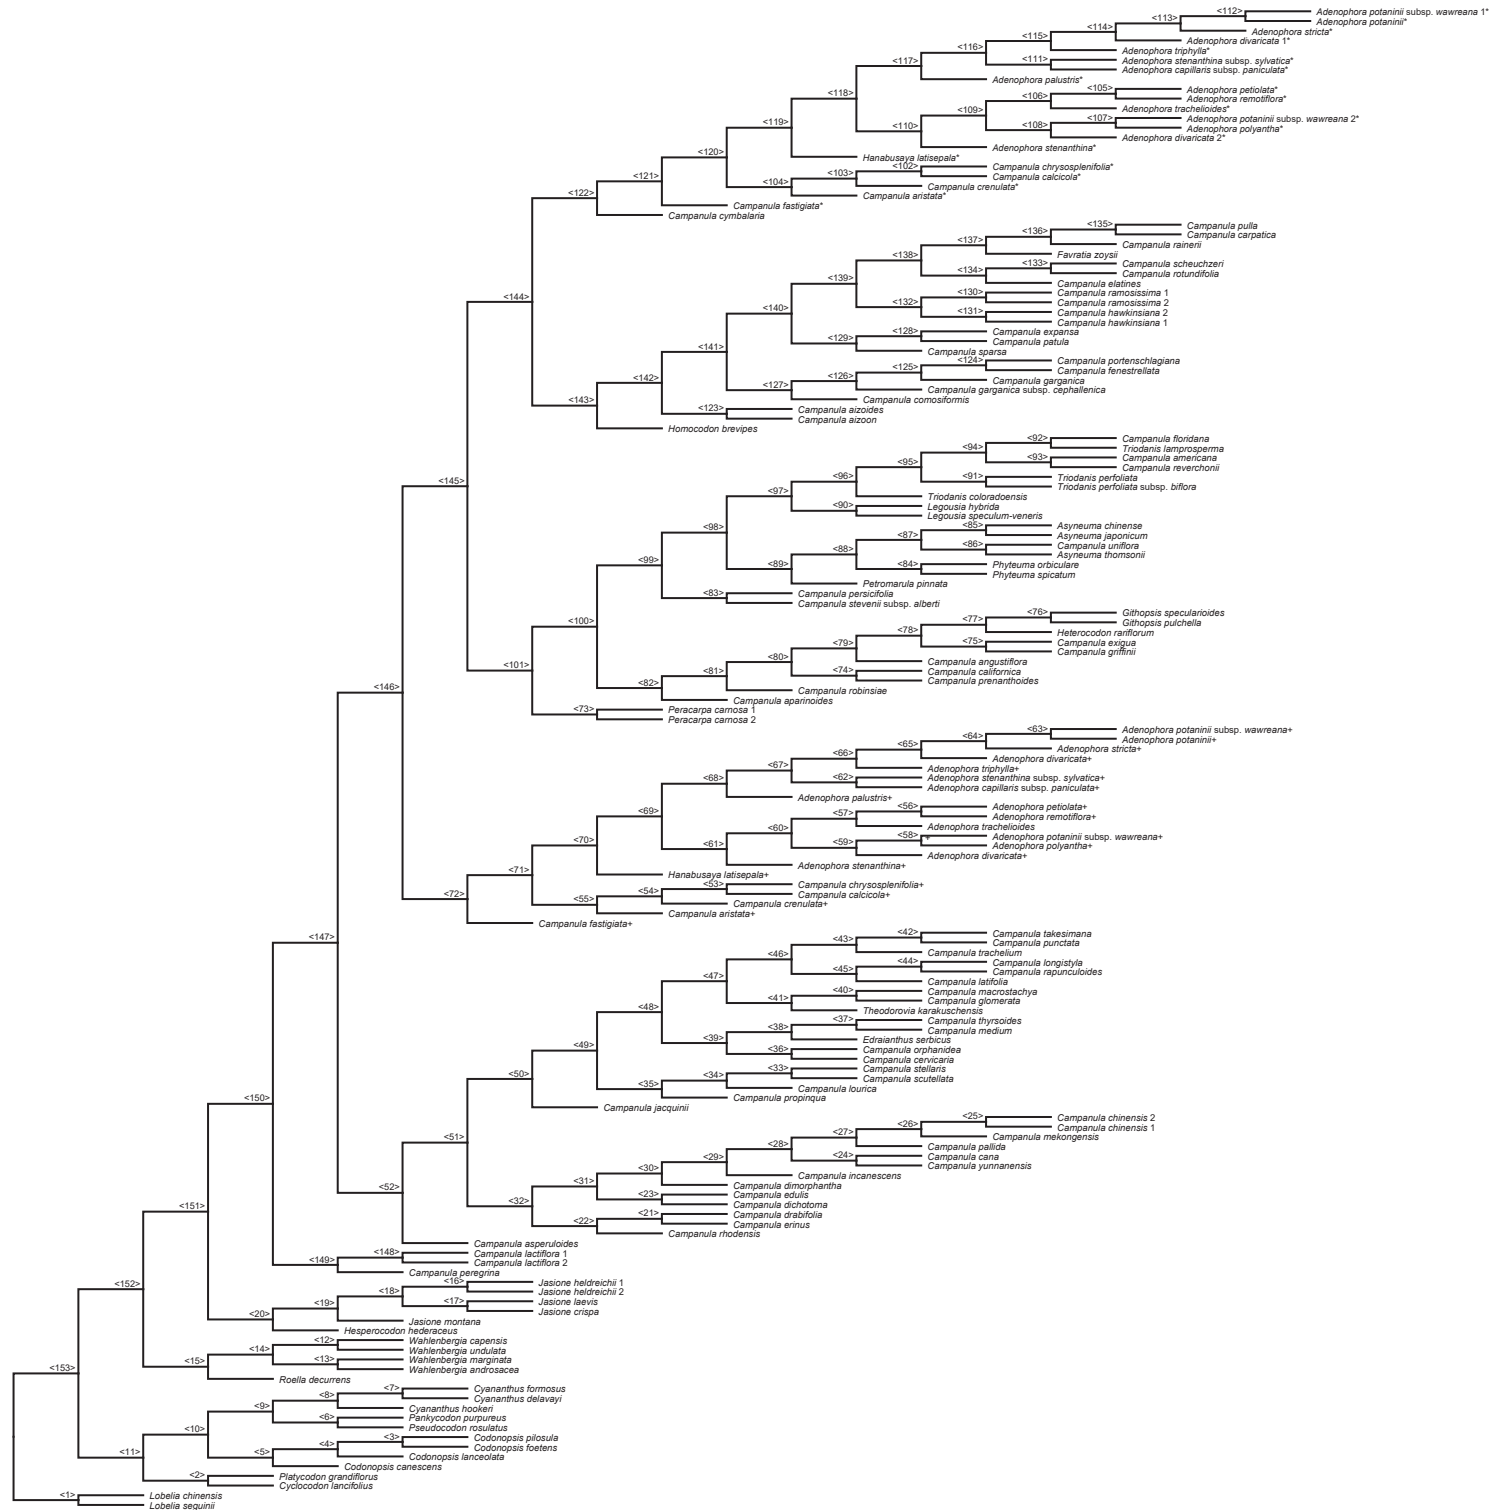 <112> Adenophora potaninii subsp. wawreana 1*
<113> Adenophora potaninii*
<114> Adenophora stricta*
<115> Adenophora divaricata 1*
<116> Adenophora triphylla*
<111> Adenophora stenanthina subsp. sylvatica*
<117> Adenophora capillaris subsp. paniculata*
Adenophora palustris*
<118> <105> Adenophora petiolata*
<106> Adenophora remotiflora*
<109> Adenophora trachelioides*
<107> Adenophora potaninii subsp. wawreana 2*
<119> <110> <108> Adenophora polyantha*
Adenophora divaricata 2*
Adenophora stenanthina*
<120> Hanabusaya latisepala*
<102> Campanula chrysosplenifolia*
<121> <103> Campanula calcicola*
<104> Campanula crenulata*
<122> Campanula aristata*
Campanula fastigiata*
Campanula cymbalaria
<135> Campanula pulla
<136> Campanula carpatica
<137> Campanula rainerii
<138> Favratia zoysii
<133> Campanula scheuchzeri
<134> Campanula rotundifolia
<139> Campanula elatines
<130> Campanula ramosissima 1
<144> <132> Campanula ramosissima 2
<140> <131> Campanula hawkinsiana 2
Campanula hawkinsiana 1
<128> Campanula expansa
<129> Campanula patula
<141> Campanula sparsa
<124> Campanula portenschlagiana
<125> Campanula fenestrellata
<142> <126> Campanula garganica
<127> Campanula garganica subsp. cephallenica
<143> Campanula comosiformis
<123> Campanula aizoides
Campanula aizoon
Homocodon brevipes
<92> Campanula floridana
<94> Triodanis lamprosperma
<95> <93> Campanula americana
Campanula reverchonii
<96> <91> Triodanis perfoliata
<145> <97> Triodanis perfoliata subsp. biflora
Triodanis coloradoensis
<90> Legousia hybrida
Legousia speculum-veneris
<98> <85> Asyneuma chinense
<87> Asyneuma japonicum
<88> <86> Campanula uniflora
<99> <89> Asyneuma thomsonii
<84> Phyteuma orbiculare
Phyteuma spicatum
Petromarula pinnata
<83> Campanula persicifolia
Campanula stevenii subsp. alberti
<76> Githopsis specularioides
<100> <77> Githopsis pulchella
<78> Heterocodon rariflorum
<79> <75> Campanula exigua
Campanula griffinii
<101> <80> Campanula angustiflora
<81> <74> Campanula californica
<82> Campanula prenanthoides
<146> Campanula robinsiae
Campanula aparinoides
<73> Peracarpa carnosa 1
Peracarpa carnosa 2
<63> Adenophora potaninii subsp. wawreana+
<64> Adenophora potaninii+
<65> Adenophora stricta+
<66> Adenophora divaricata+
<67> Adenophora triphylla+
<68> <62> Adenophora stenanthina subsp. sylvatica+
Adenophora capillaris subsp. paniculata+
Adenophora palustris+
<69> <56> Adenophora petiolata+
<57> Adenophora remotiflora+
<60> Adenophora trachelioides
<58> + Adenophora potaninii subsp. wawreana+
<70> <61> <59> Adenophora polyantha+
Adenophora divaricata+
Adenophora stenanthina+
<71> Hanabusaya latisepala+
<53> Campanula chrysosplenifolia+
<72> <54> Campanula calcicola+
<55> Campanula crenulata+
Campanula aristata+
Campanula fastigiata+
<42> Campanula takesimana
<147> <43> Campanula punctata
<46> Campanula trachelium
<44> Campanula longistyla
<47> <45> Campanula rapunculoides
Campanula latifolia
<40> Campanula macrostachya
<48> <41> Campanula glomerata
Theodorovia karakuschensis
<37> Campanula thyrsoides
<38> Campanula medium
<49> <39> Edraianthus serbicus
<36> Campanula orphanidea
Campanula cervicaria
<33> Campanula stellaris
<50> <34> Campanula scutellata
<35> Campanula lourica
<150> Campanula propinqua
Campanula jacquinii
<25> Campanula chinensis 2
<26> Campanula chinensis 1
<27> Campanula mekongensis
<51> <28> Campanula pallida
<29> <24> Campanula cana
<30> Campanula yunnanensis
<31> Campanula incanescens
Campanula dimorphantha
<52> <32> <23> Campanula edulis
Campanula dichotoma
<151> <21> Campanula drabifolia
<22> Campanula erinus
Campanula rhodensis
Campanula asperuloides
<148> Campanula lactiflora 1
<149> Campanula lactiflora 2
Campanula peregrina
<16> Jasione heldreichii 1
<152> <18> Jasione heldreichii 2
<19> <17> Jasione laevis
<20> Jasione crispa
Jasione montana
Hesperocodon hederaceus
<12> Wahlenbergia capensis
<14> Wahlenbergia undulata
<15> <13> Wahlenbergia marginata
<153> Wahlenbergia androsacea
Roella decurrens
<7> Cyananthus formosus
<8> Cyananthus delavayi
<9> Cyananthus hookeri
<6> Pankycodon purpureus
<10> Pseudocodon rosulatus
<3> Codonopsis pilosula
<4> Codonopsis foetens
<11> <5> Codonopsis lanceolata
Codonopsis canescens
<2> Platycodon grandiflorus
Cyclocodon lancifolius
<1> Lobelia chinensis
Lobelia seguinii